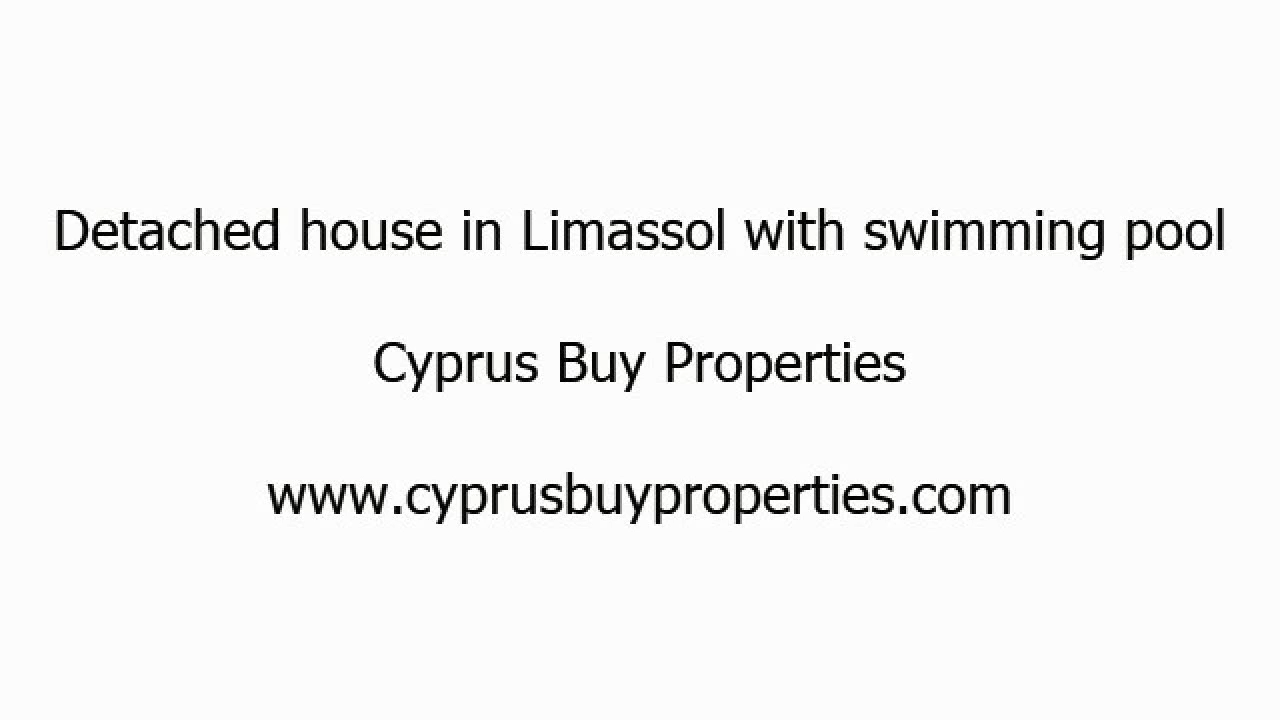 Detached house in Limassol with swimming pool
Cyprus Buy Properties
www.cyprusbuyproperties.com